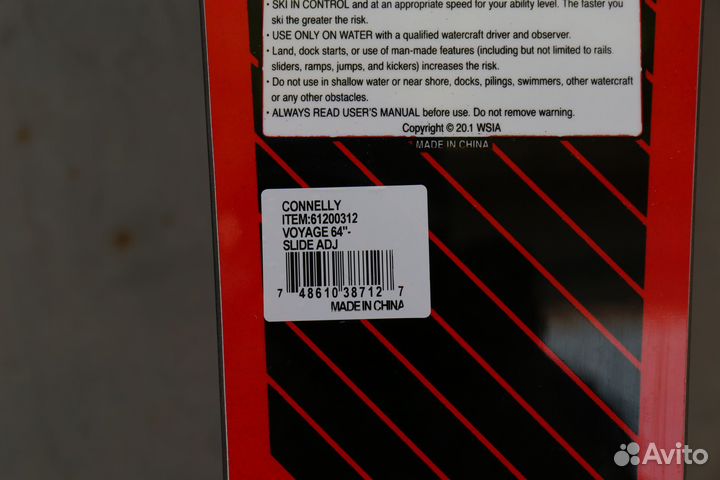 • SKI IN CONTROL and at an appropriate speed for your ability level. The faster you
ski the greater the risk.
• USE ONLY ON WATER with a qualified watercraft driver and observer.
• Land, dock starts, or use of man-made features (including but not limited to rails
sliders, ramps, jumps, and kickers) increases the risk.
• Do not use in shallow water or near shore, docks, pilings, swimmers, other watercraft
or any other obstacles.
• ALWAYS READ USER'S MANUAL before use. Do not remove warning.
Copyright © 20.1 WSIA
MADE IN CHINA
CONNELLY
ITEM:61200312
VOYAGE 64"-
SLIDE ADJ
7 48610 38712 7
MADE IN CHINA
Avito